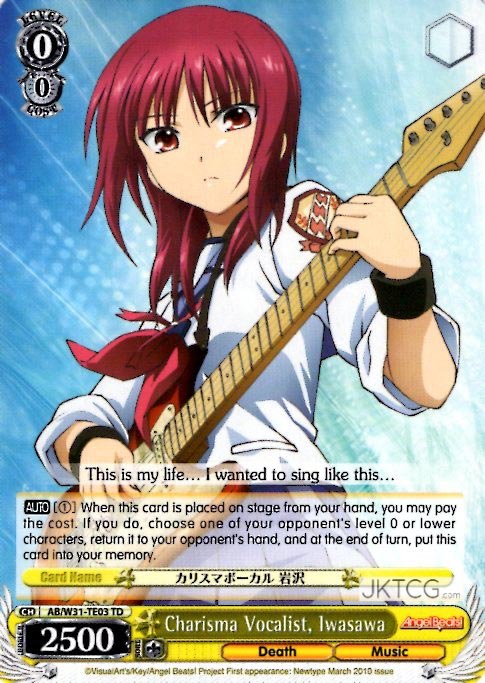 LEVEL
0
0
COST
This is my life... I wanted to sing like this...
AUTO [①] When this card is placed on stage from your hand, you may pay
the cost. If you do, choose one of your opponent's level 0 or lower
characters, return it to your opponent's hand, and at the end of turn, put this
card into your memory.
Card Name カリスマボーカル 岩沢
JKTCG.com
CH AB/W31-TE03 TD
POWER 2500 SOUL Charisma Vocalist, Iwasawa Angel Beats!
Death Music
©Visual Art's/Key/Angel Beats! Project First appearance: Newtype March 2010 issue